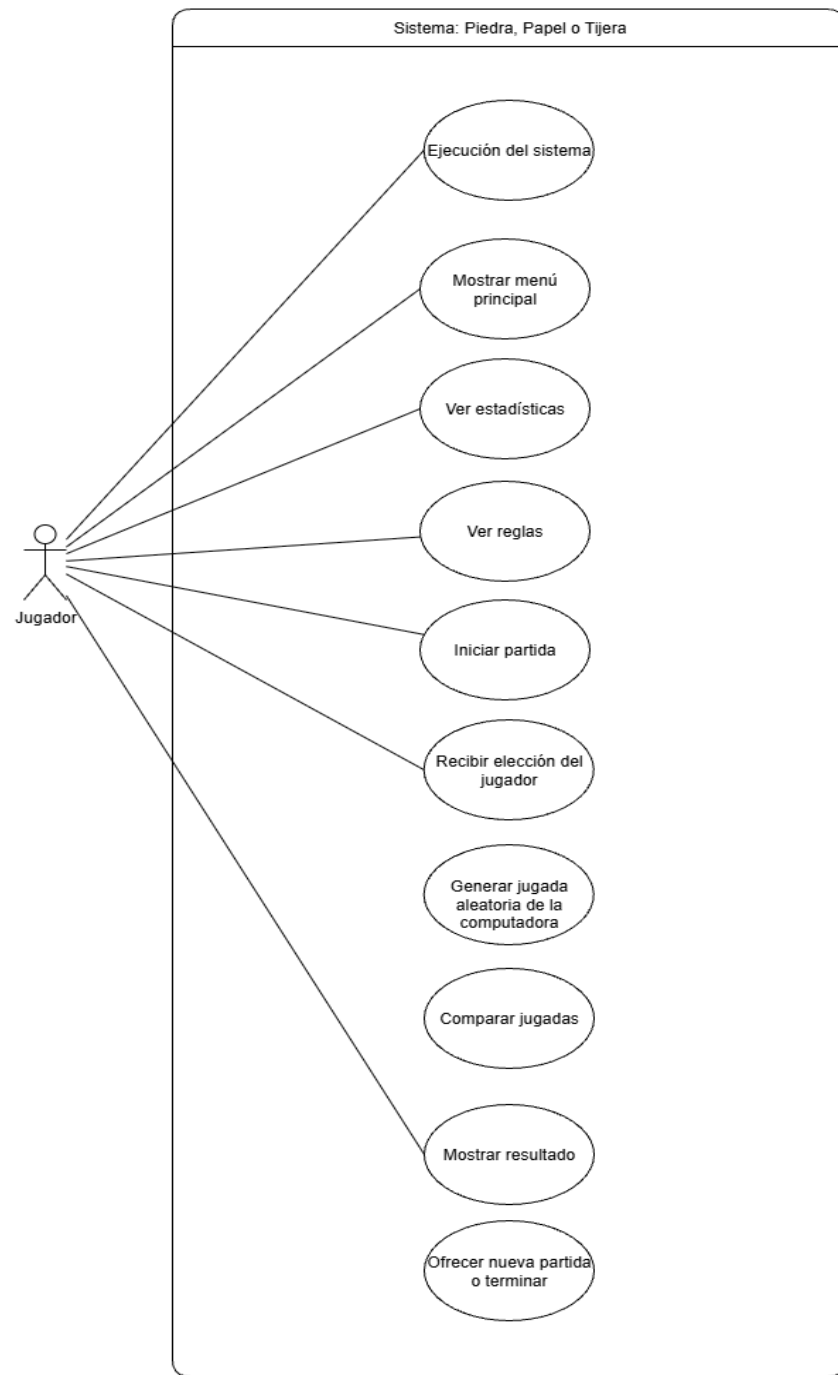 Sistema: Piedra, Papel o Tijera
Ejecución del sistema
Mostrar menú
principal
Ver estadísticas
Ver reglas
Jugador
Iniciar partida
Recibir elección del
jugador
Generar jugada
aleatoria de la
computadora
Comparar jugadas
Mostrar resultado
Ofrecer nueva partida
o terminar